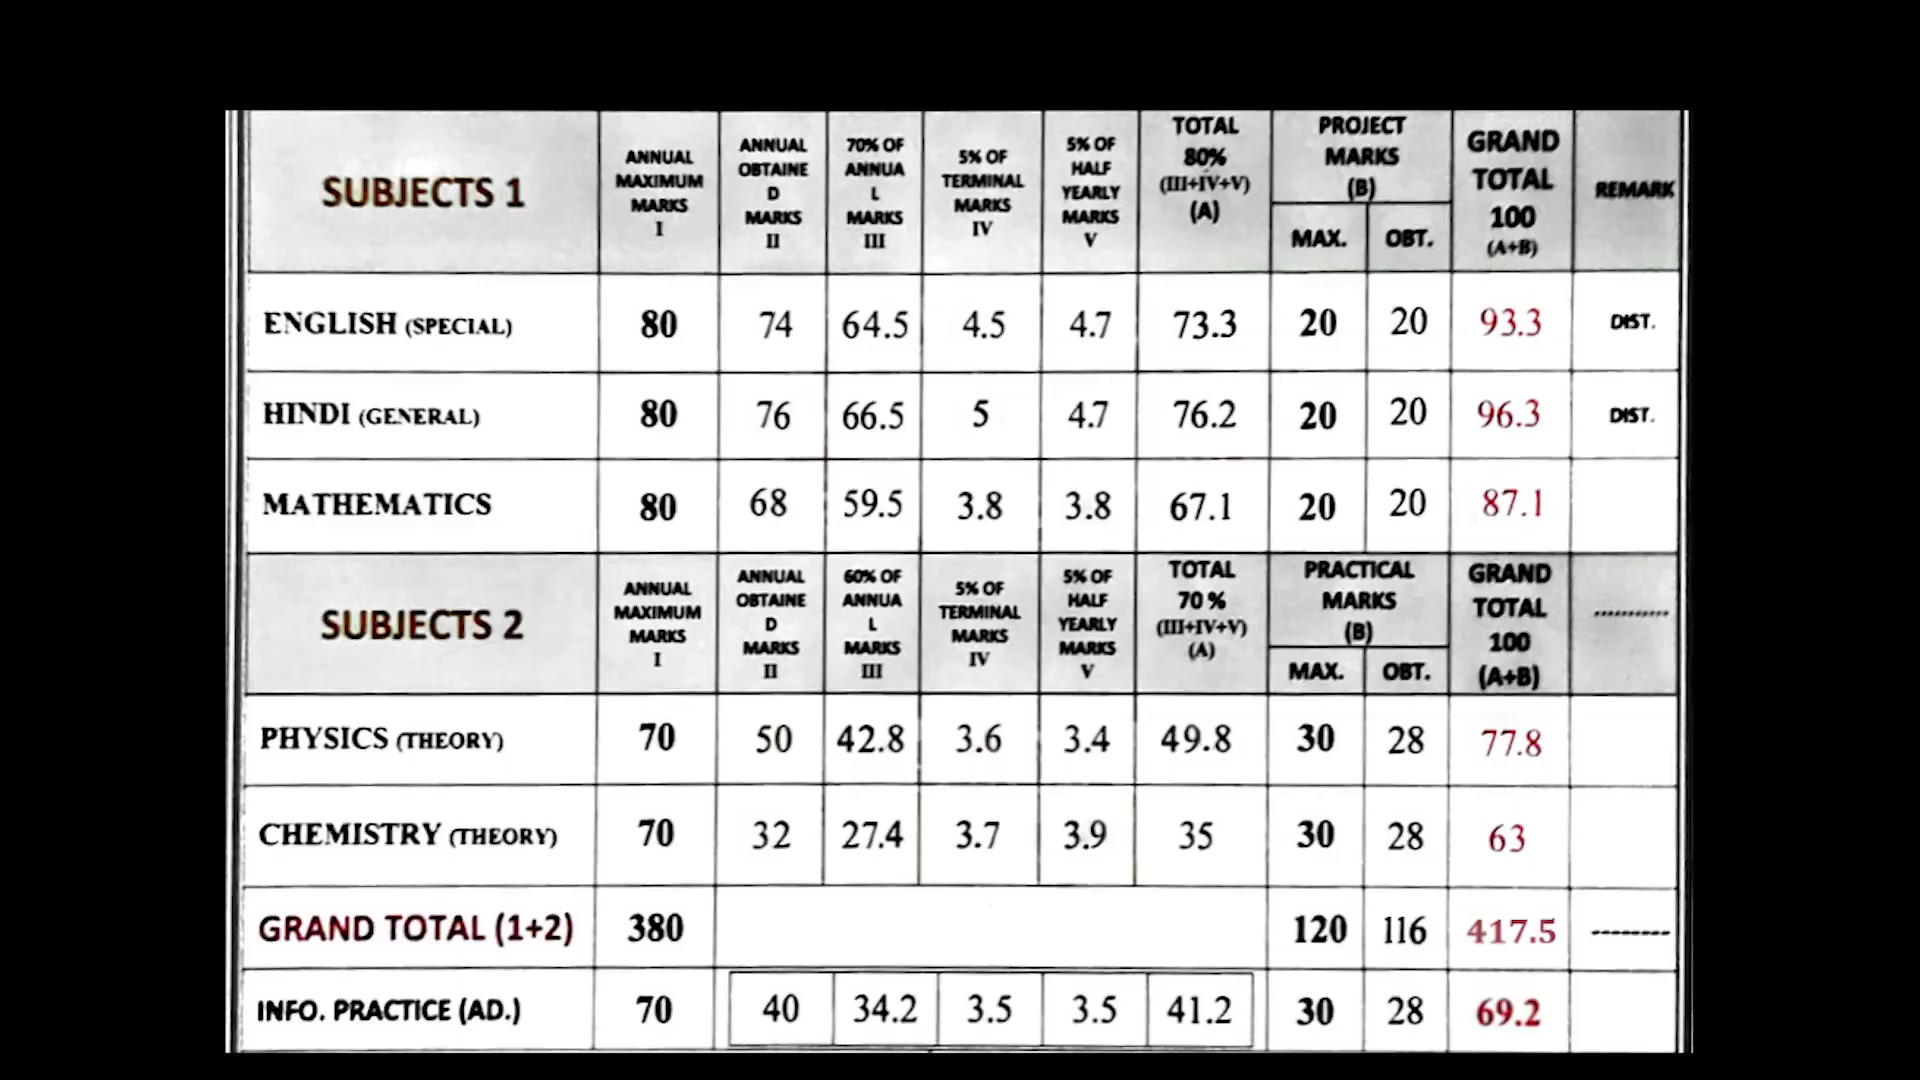 SUBJECTS 1
ANNUAL
MAXIMUM
MARKS
I
ANNUAL
OBTAINE
D
MARKS
II
70% OF
ANNUA
L
MARKS
III
5% OF
TERMINAL
MARKS
IV
5% OF
HALF
YEARLY
MARKS
V
TOTAL
80%
(III+IV+V)
(A)
PROJECT
MARKS
(B)
MAX. OBT.
GRAND
TOTAL
100
(A+B)
REMARK
ENGLISH (SPECIAL) 80 74 64.5 4.5 4.7 73.3 20 20 93.3 DIST.
HINDI (GENERAL) 80 76 66.5 5 4.7 76.2 20 20 96.3 DIST.
MATHEMATICS 80 68 59.5 3.8 3.8 67.1 20 20 87.1
SUBJECTS 2
ANNUAL
MAXIMUM
MARKS
I
ANNUAL
OBTAINE
D
MARKS
II
60% OF
ANNUA
L
MARKS
III
5% OF
TERMINAL
MARKS
IV
5% OF
HALF
YEARLY
MARKS
V
TOTAL
70 %
(III+IV+V)
(A)
PRACTICAL
MARKS
(B)
MAX. OBT.
GRAND
TOTAL
100
(A+B)
...........
PHYSICS (THEORY) 70 50 42.8 3.6 3.4 49.8 30 28 77.8
CHEMISTRY (THEORY) 70 32 27.4 3.7 3.9 35 30 28 63
GRAND TOTAL (1+2) 380 120 116 417.5 --------
INFO. PRACTICE (AD.) 70 40 34.2 3.5 3.5 41.2 30 28 69.2